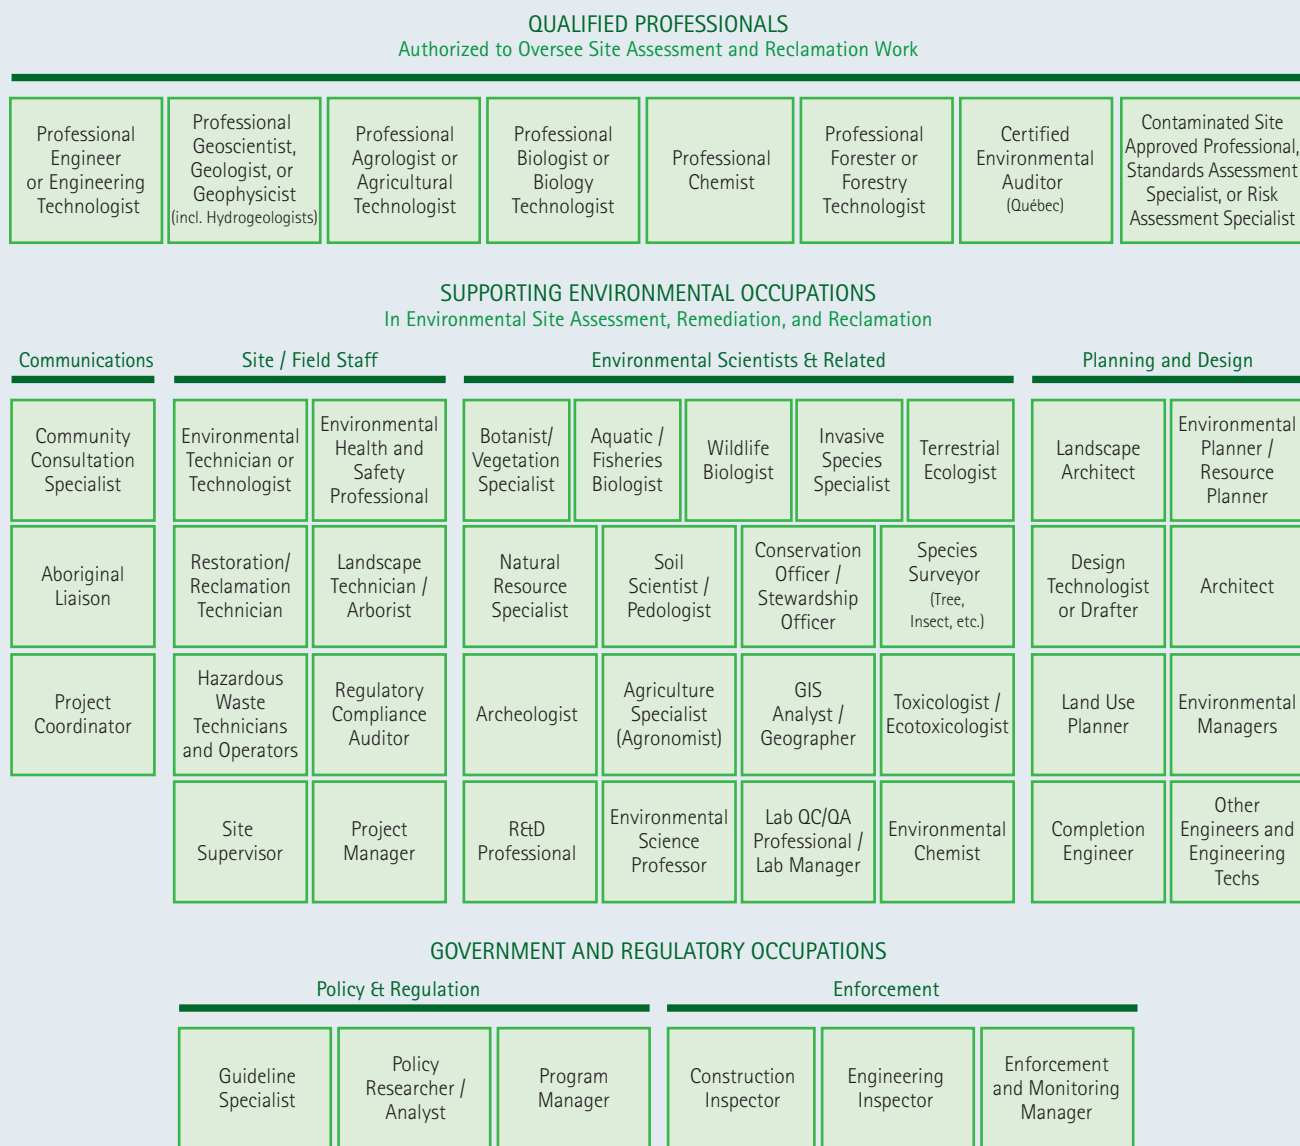 QUALIFIED PROFESSIONALS
Authorized to Oversee Site Assessment and Reclamation Work
Professional
Engineer
or Engineering
Technologist
Professional
Geoscientist,
Geologist, or
Geophysicist
(incl. Hydrogeologists)
Professional
Agrologist or
Agricultural
Technologist
Professional
Biologist or
Biology
Technologist
Professional
Chemist
Professional
Forester or
Forestry
Technologist
Certified
Environmental
Auditor
(Québec)
Contaminated Site
Approved Professional,
Standards Assessment
Specialist, or Risk
Assessment Specialist
SUPPORTING ENVIRONMENTAL OCCUPATIONS
In Environmental Site Assessment, Remediation, and Reclamation
Communications
Site / Field Staff
Environmental Scientists & Related
Planning and Design
Community
Consultation
Specialist
Environmental
Technician or
Technologist
Environmental
Health and
Safety
Professional
Botanist/
Vegetation
Specialist
Aquatic /
Fisheries
Biologist
Wildlife
Biologist
Invasive
Species
Specialist
Terrestrial
Ecologist
Landscape
Architect
Environmental
Planner /
Resource
Planner
Aboriginal
Liaison
Restoration/
Reclamation
Technician
Landscape
Technician /
Arborist
Natural
Resource
Specialist
Soil
Scientist /
Pedologist
Conservation
Officer /
Stewardship
Officer
Species
Surveyor
(Tree,
Insect, etc.)
Design
Technologist
or Drafter
Architect
Project
Coordinator
Hazardous
Waste
Technicians
and Operators
Regulatory
Compliance
Auditor
Archeologist
Agriculture
Specialist
(Agronomist)
GIS
Analyst /
Geographer
Toxicologist /
Ecotoxicologist
Land Use
Planner
Environmental
Managers
Site
Supervisor
Project
Manager
R&D
Professional
Environmental
Science
Professor
Lab QC/QA
Professional /
Lab Manager
Environmental
Chemist
Completion
Engineer
Other
Engineers and
Engineering
Techs
GOVERNMENT AND REGULATORY OCCUPATIONS
Policy & Regulation
Enforcement
Guideline
Specialist
Policy
Researcher /
Analyst
Program
Manager
Construction
Inspector
Engineering
Inspector
Enforcement
and Monitoring
Manager